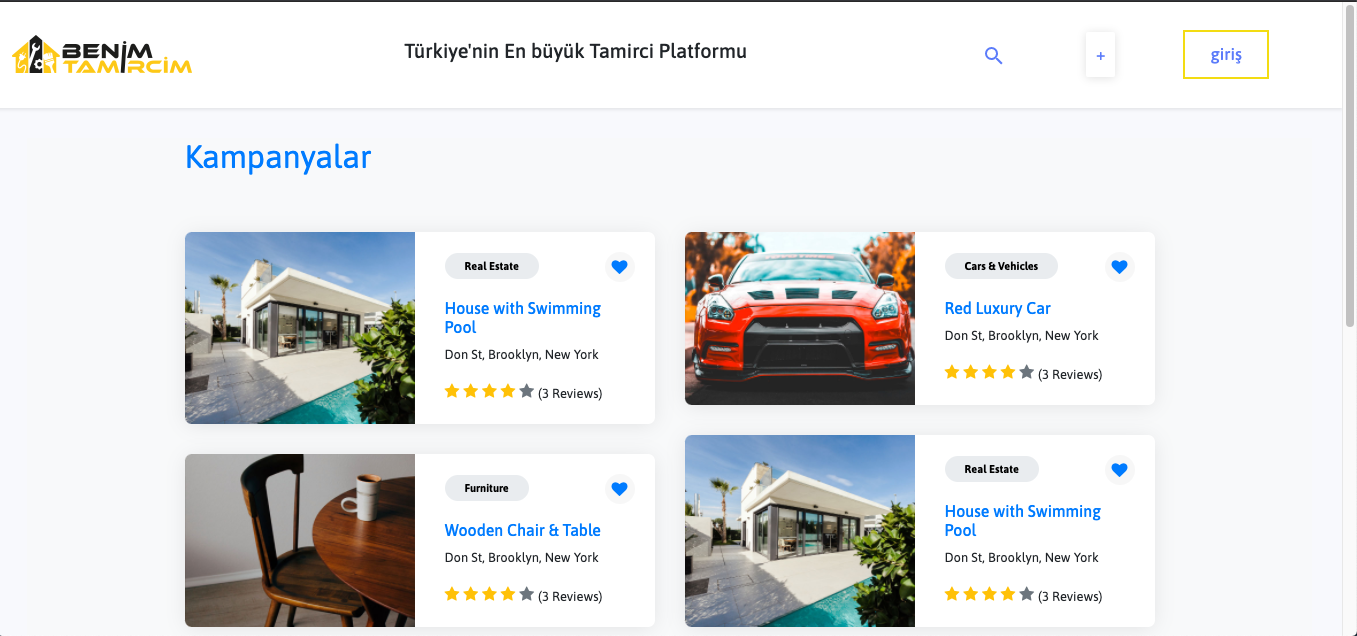 BENİM
TAMİRCİM
Türkiye'nin En büyük Tamirci Platformu
+
giriş
Kampanyalar
Real Estate
House with Swimming
Pool
Don St, Brooklyn, New York
(3 Reviews)
Cars & Vehicles
Red Luxury Car
Don St, Brooklyn, New York
(3 Reviews)
Furniture
Wooden Chair & Table
Don St, Brooklyn, New York
(3 Reviews)
Real Estate
House with Swimming
Pool
Don St, Brooklyn, New York
(3 Reviews)